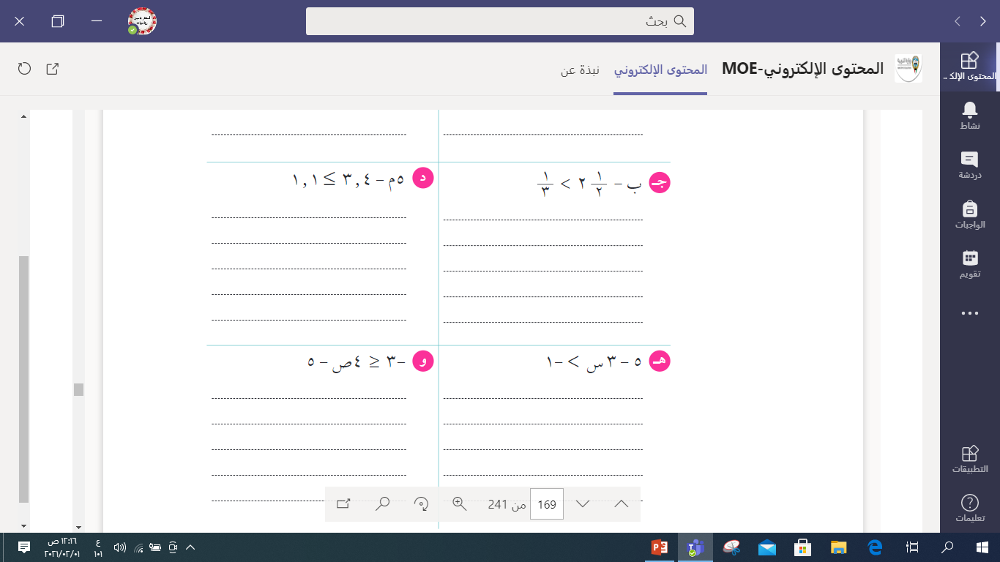 بحث
المحتوى الإلكتروني-MOE
المحتوى الإلكتروني
نبذة عن
المحتوى الإلك ..
نشاط
دردشة
الواجبات
تقويم
التطبيقات
تعليمات
جـ ب – ٢ ١/٢ > ١/٣
د ٥م – ٣,٤ ≥ ١,١
هـ ٥ – ٣س < –١
و –٣ ≤ ٤ص – ٥
169 من 241
١٢:١٦ ص
٢٠٢١/٠٢/٠١
ع
١٠١